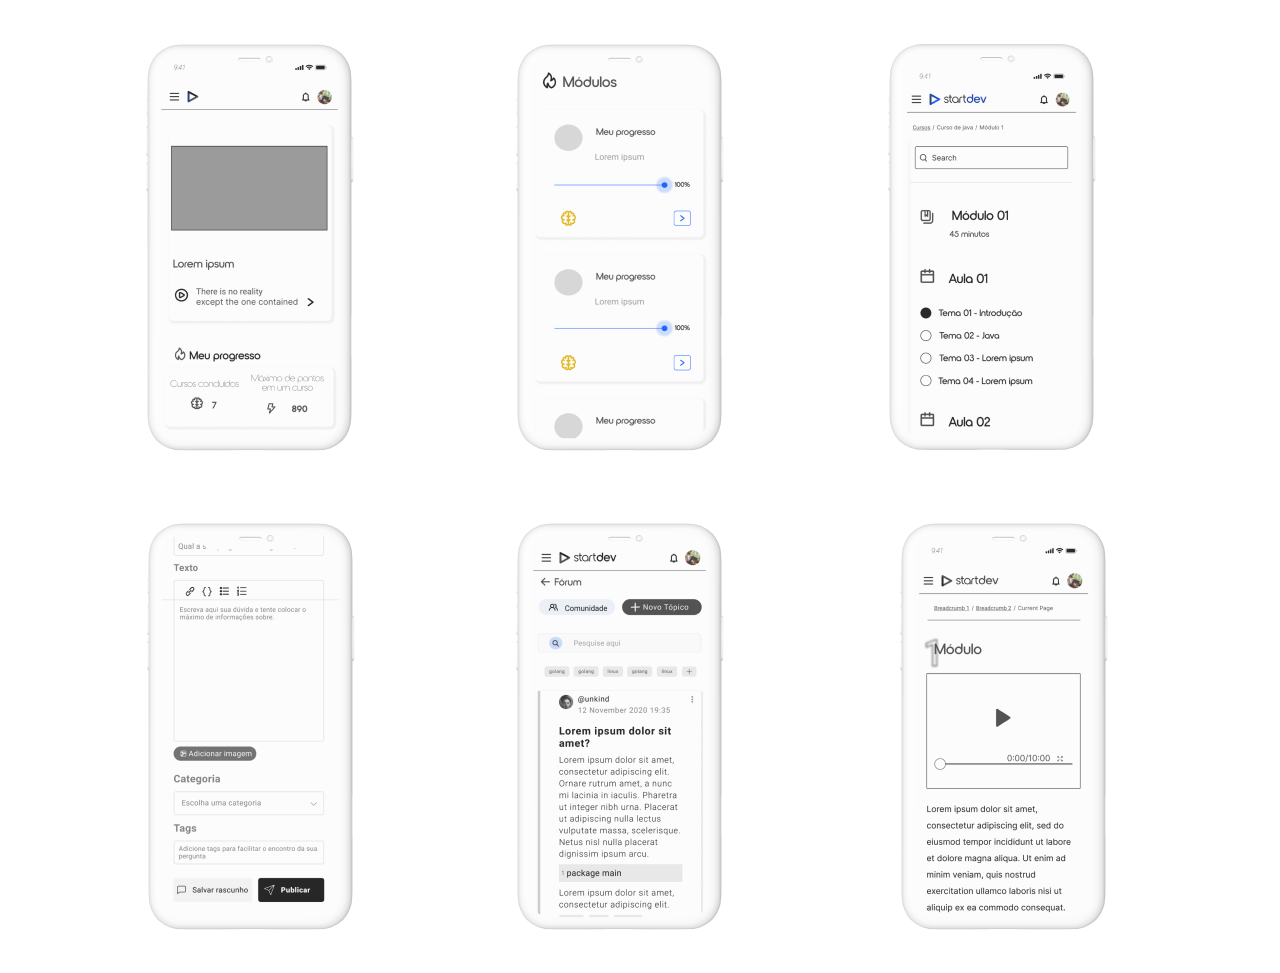 9:41
Lorem ipsum
There is no reality
except the one contained
Meu progresso
Cursos concluídos
7
Máximo de pontos
em um curso
890
Módulos
Meu progresso
Lorem ipsum
100%
Meu progresso
Lorem ipsum
100%
Meu progresso
9:41
startdev
Cursos / Curso de java / Módulo 1
Search
Módulo 01
45 minutos
Aula 01
Tema 01 - Introdução
Tema 02 - Java
Tema 03 - Lorem ipsum
Tema 04 - Lorem ipsum
Aula 02
Qual a
Texto
Escreva aqui sua dúvida e tente colocar o
máximo de informações sobre.
Adicionar imagem
Categoria
Escolha uma categoria
Tags
Adicione tags para facilitar o encontro da sua
pergunta
Salvar rascunho
Publicar
startdev
Fórum
Comunidade
Novo Tópico
Pesquise aqui
golang golang linux golang linux +
@unkind
12 November 2020 19:35
Lorem ipsum dolor sit
amet?
Lorem ipsum dolor sit amet,
consectetur adipiscing elit.
Ornare rutrum amet, a nunc
mi lacinia in iaculis. Pharetra
ut integer nibh urna. Placerat
ut adipiscing nulla lectus
vulputate massa, scelerisque.
Netus nisl nulla placerat
dignissim ipsum arcu.
1 package main
Lorem ipsum dolor sit amet,
consectetur adipiscing elit.
9:41
startdev
Breadcrumb 1 / Breadcrumb 2 / Current Page
1
Módulo
0:00/10:00
Lorem ipsum dolor sit amet,
consectetur adipiscing elit, sed do
eiusmod tempor incididunt ut labore
et dolore magna aliqua. Ut enim ad
minim veniam, quis nostrud
exercitation ullamco laboris nisi ut
aliquip ex ea commodo consequat.